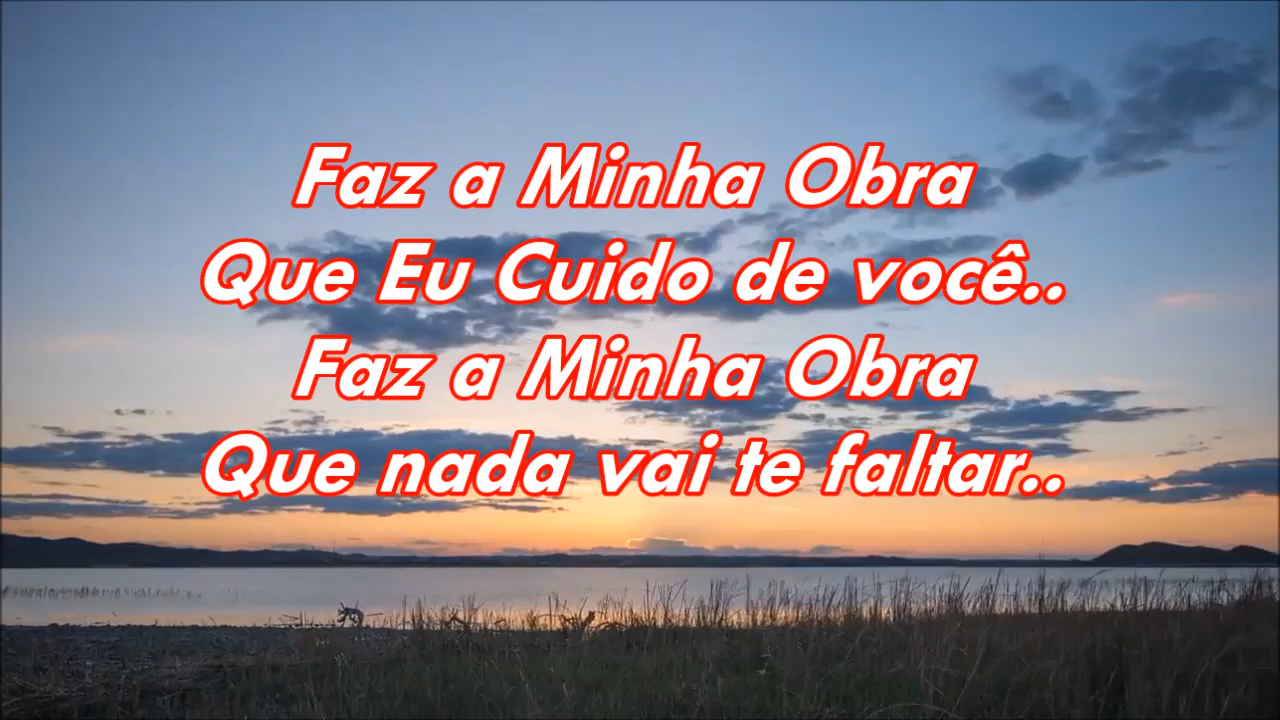 Faz a Minha Obra
Que Eu Cuido de você..
Faz a Minha Obra
Que nada vai te faltar..